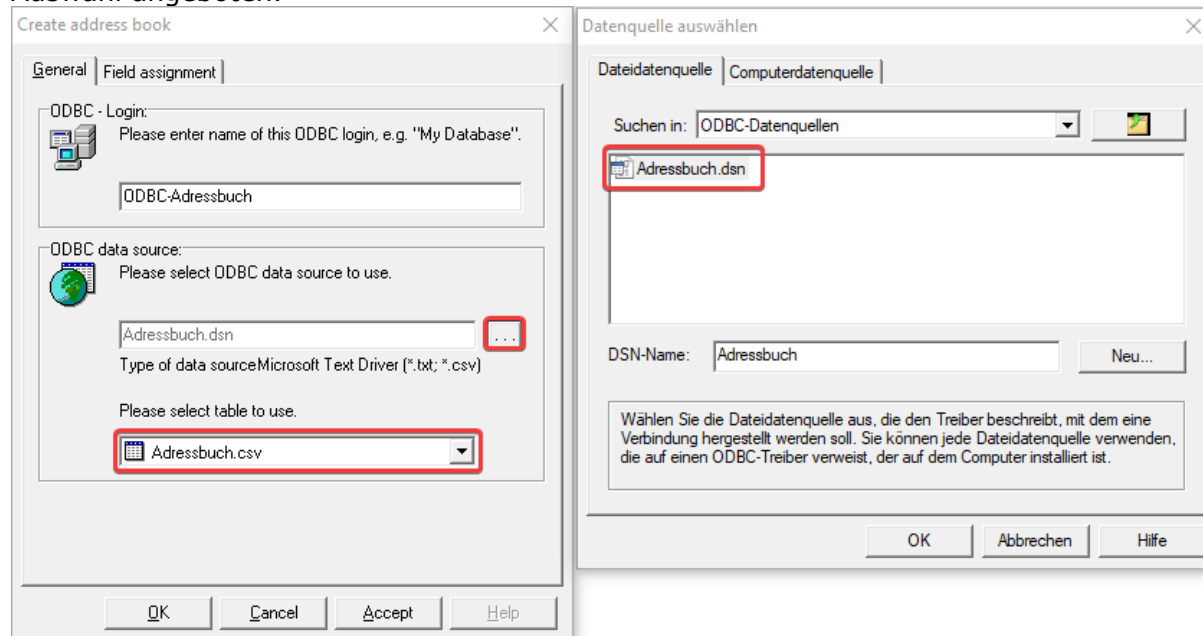 Auswahl angeboten.
Create address book
General
Field assignment
ODBC - Login:
Please enter name of this ODBC login, e.g. "My Database".
ODBC-Adressbuch
ODBC data source:
Please select ODBC data source to use.
Adressbuch.dsn
...
Type of data sourceMicrosoft Text Driver (*.txt; *.csv)
Please select table to use.
Adressbuch.csv
OK
Cancel
Accept
Help
Datenquelle auswählen
Dateidatenquelle
Computerdatenquelle
Suchen in:
ODBC-Datenquellen
Adressbuch.dsn
DSN-Name:
Adressbuch
Neu...
Wählen Sie die Dateidatenquelle aus, die den Treiber beschreibt, mit dem eine
Verbindung hergestellt werden soll. Sie können jede Dateidatenquelle verwenden,
die auf einen ODBC-Treiber verweist, der auf dem Computer installiert ist.
OK
Abbrechen
Hilfe